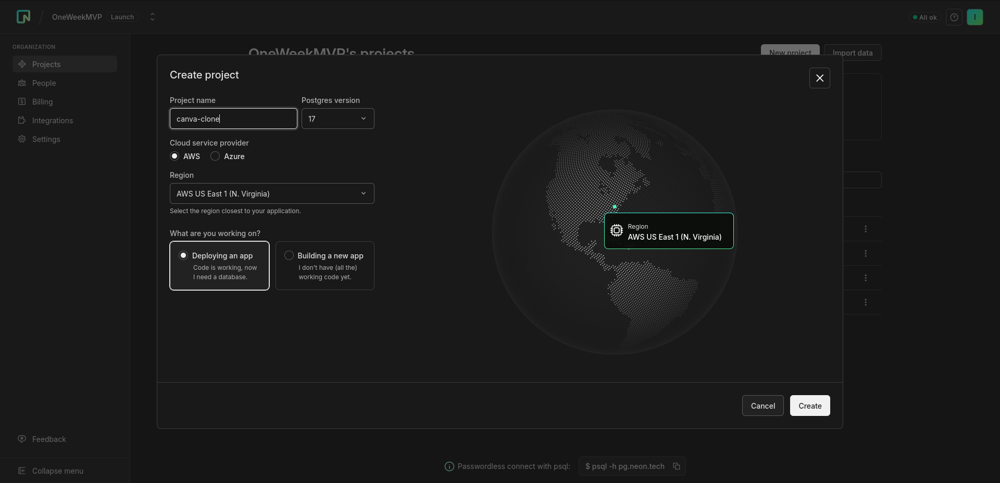 OneWeekMVP Launch
All ok
I
ORGANIZATION
Projects
People
Billing
Integrations
Settings
Feedback
Collapse menu
OneWeekMVP's projects
New project
Import data
Create project
Project name
Postgres version
canva-clone
17
Cloud service provider
AWS
Azure
Region
AWS US East 1 (N. Virginia)
Select the region closest to your application.
What are you working on?
Deploying an app
Code is working, now
I need a database.
Building a new app
I don't have (all the)
working code yet.
Region
AWS US East 1 (N. Virginia)
Cancel
Create
Passwordless connect with psql:
$ psql -h pg.neon.tech